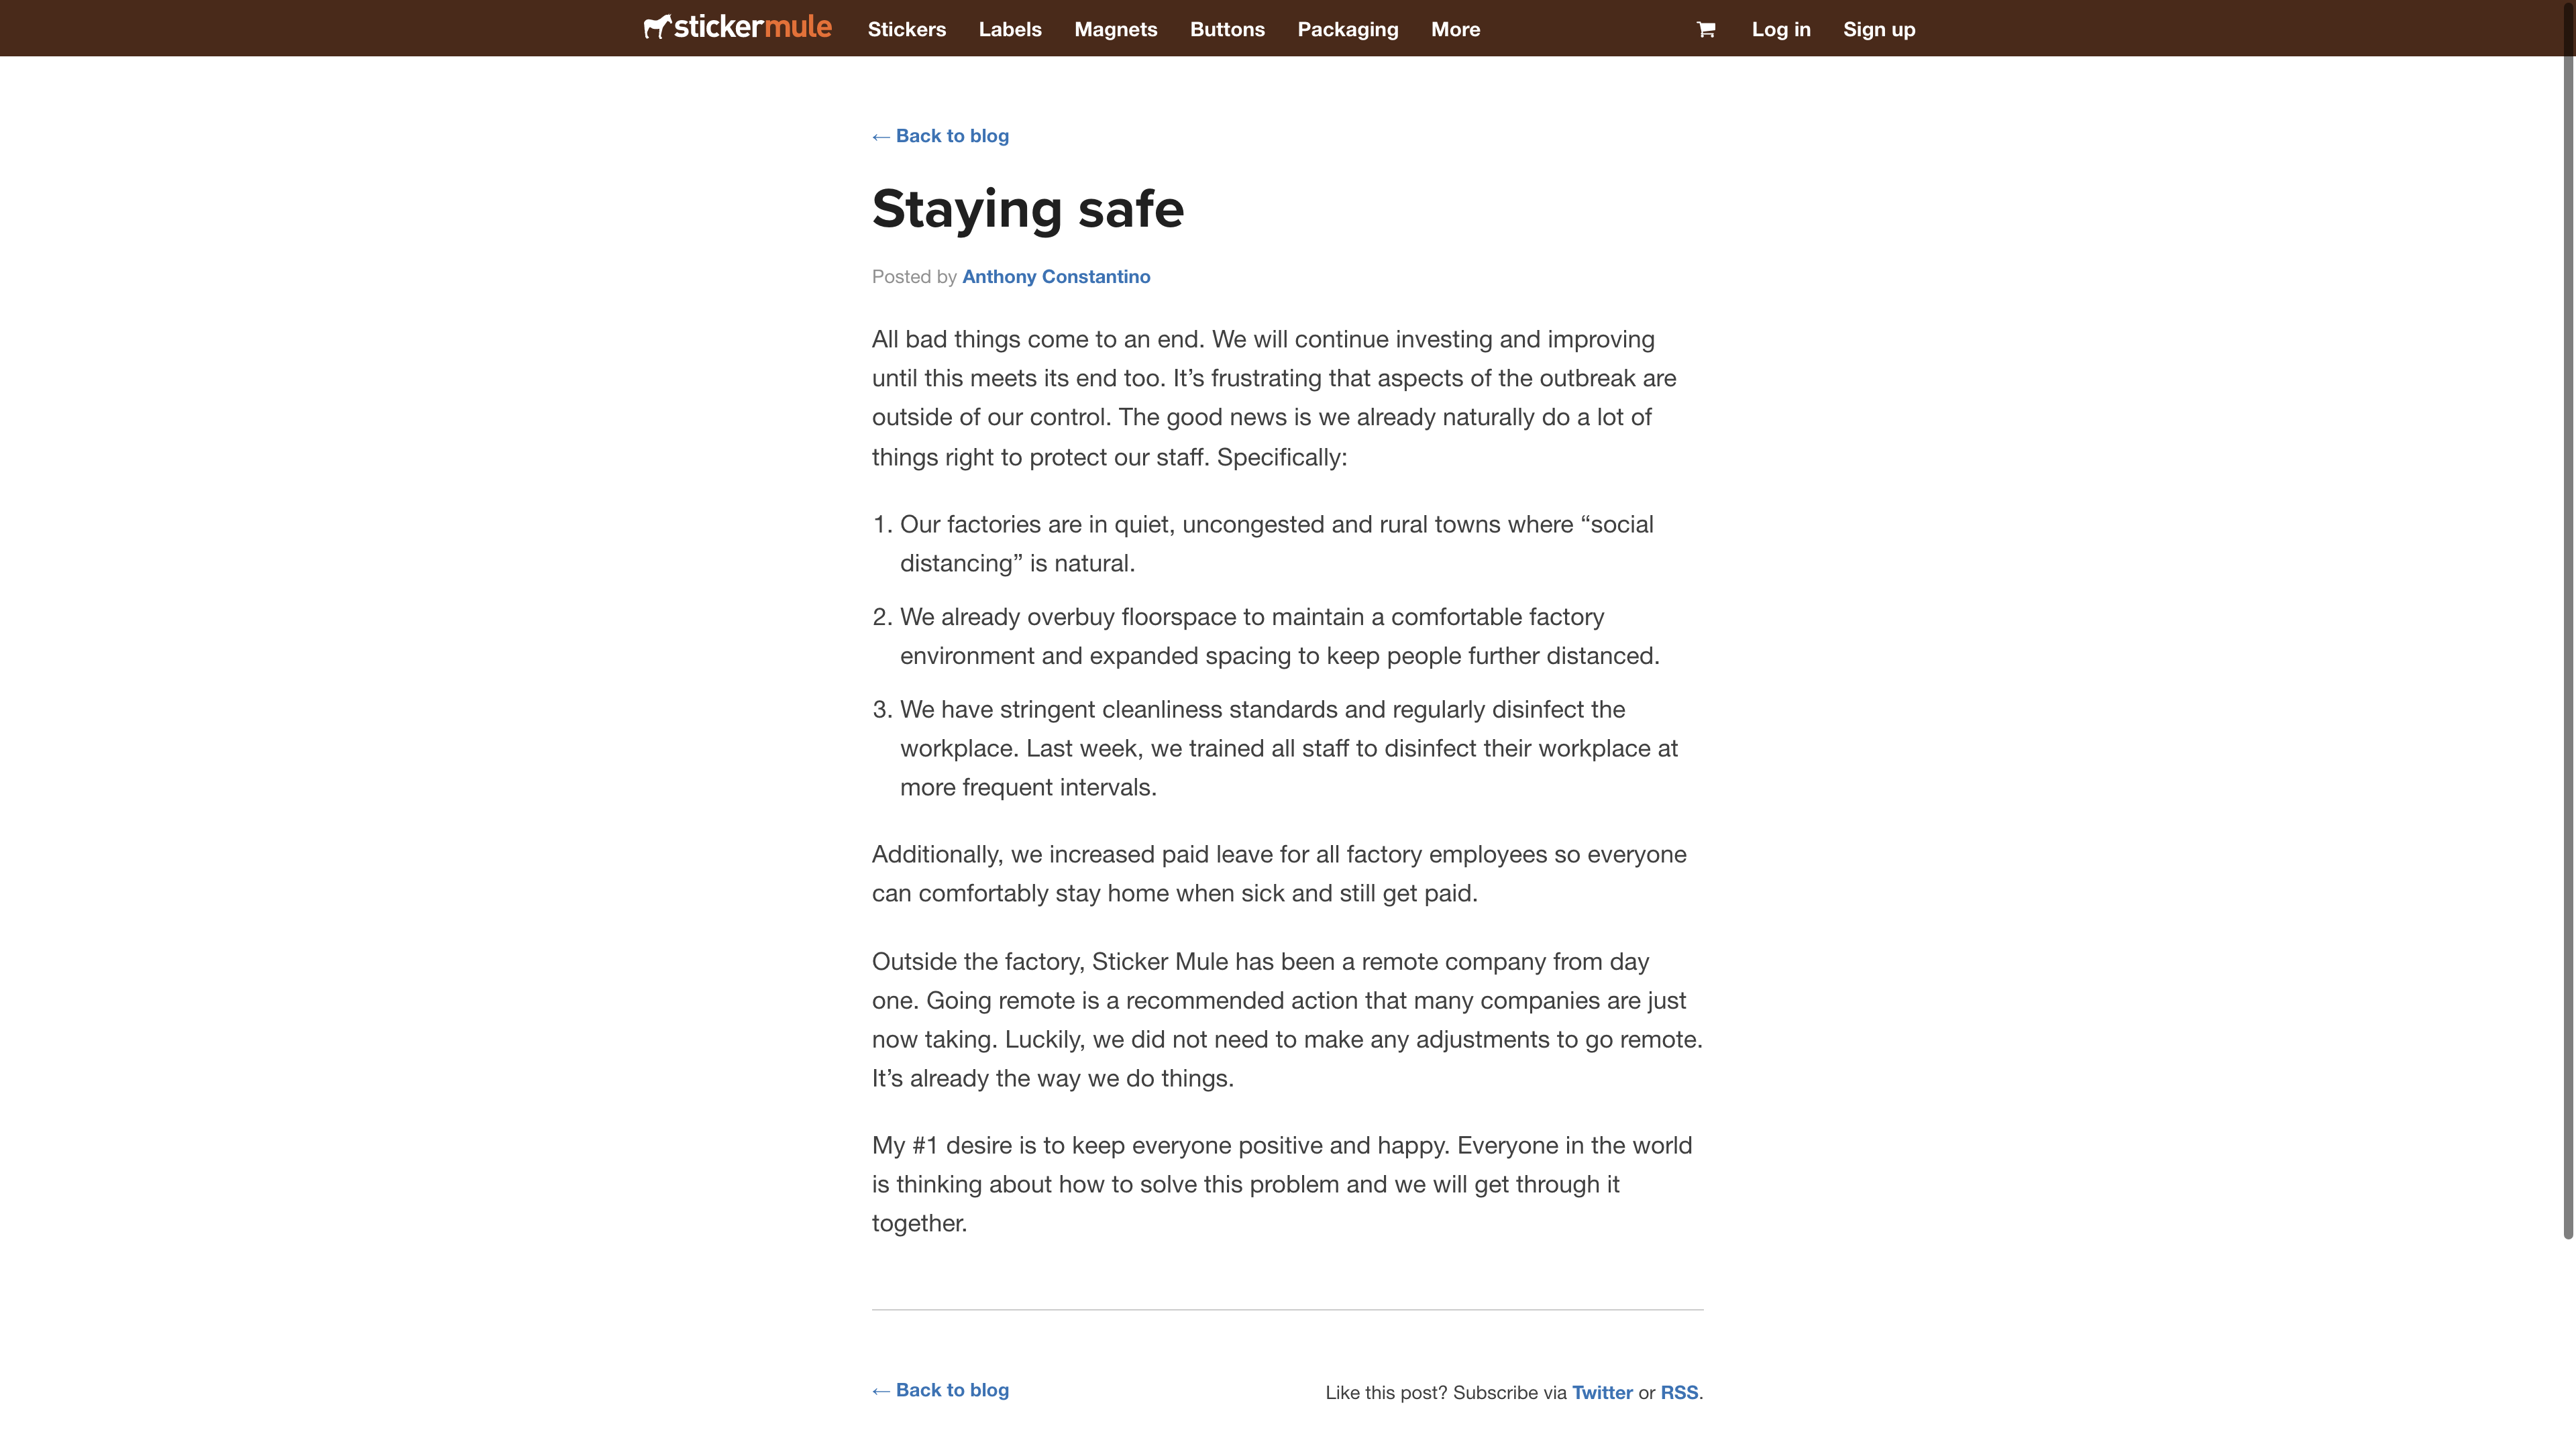 stickermule Stickers Labels Magnets Buttons Packaging More Log in Sign up
← Back to blog
Staying safe
Posted by Anthony Constantino
All bad things come to an end. We will continue investing and improving
until this meets its end too. It’s frustrating that aspects of the outbreak are
outside of our control. The good news is we already naturally do a lot of
things right to protect our staff. Specifically:
1. Our factories are in quiet, uncongested and rural towns where “social
distancing” is natural.
2. We already overbuy floorspace to maintain a comfortable factory
environment and expanded spacing to keep people further distanced.
3. We have stringent cleanliness standards and regularly disinfect the
workplace. Last week, we trained all staff to disinfect their workplace at
more frequent intervals.
Additionally, we increased paid leave for all factory employees so everyone
can comfortably stay home when sick and still get paid.
Outside the factory, Sticker Mule has been a remote company from day
one. Going remote is a recommended action that many companies are just
now taking. Luckily, we did not need to make any adjustments to go remote.
It’s already the way we do things.
My #1 desire is to keep everyone positive and happy. Everyone in the world
is thinking about how to solve this problem and we will get through it
together.
← Back to blog
Like this post? Subscribe via Twitter or RSS.